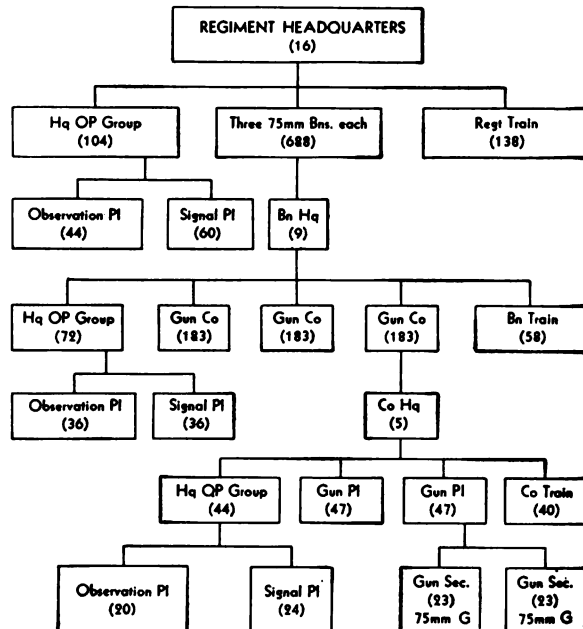 REGIMENT HEADQUARTERS
(16)
Hq OP Group
(104)
Three 75mm Bns. each
(688)
Regt Train
(138)
Observation Pl
(44)
Signal Pl
(60)
Bn Hq
(9)
Hq OP Group
(72)
Gun Co
(183)
Gun Co
(183)
Gun Co
(183)
Bn Train
(58)
Observation Pl
(36)
Signal Pl
(36)
Co Hq
(5)
Hq OP Group
(44)
Gun Pl
(47)
Gun Pl
(47)
Co Train
(40)
Observation Pl
(20)
Signal Pl
(24)
Gun Sec.
(23)
75mm G
Gun Sec.
(23)
75mm G